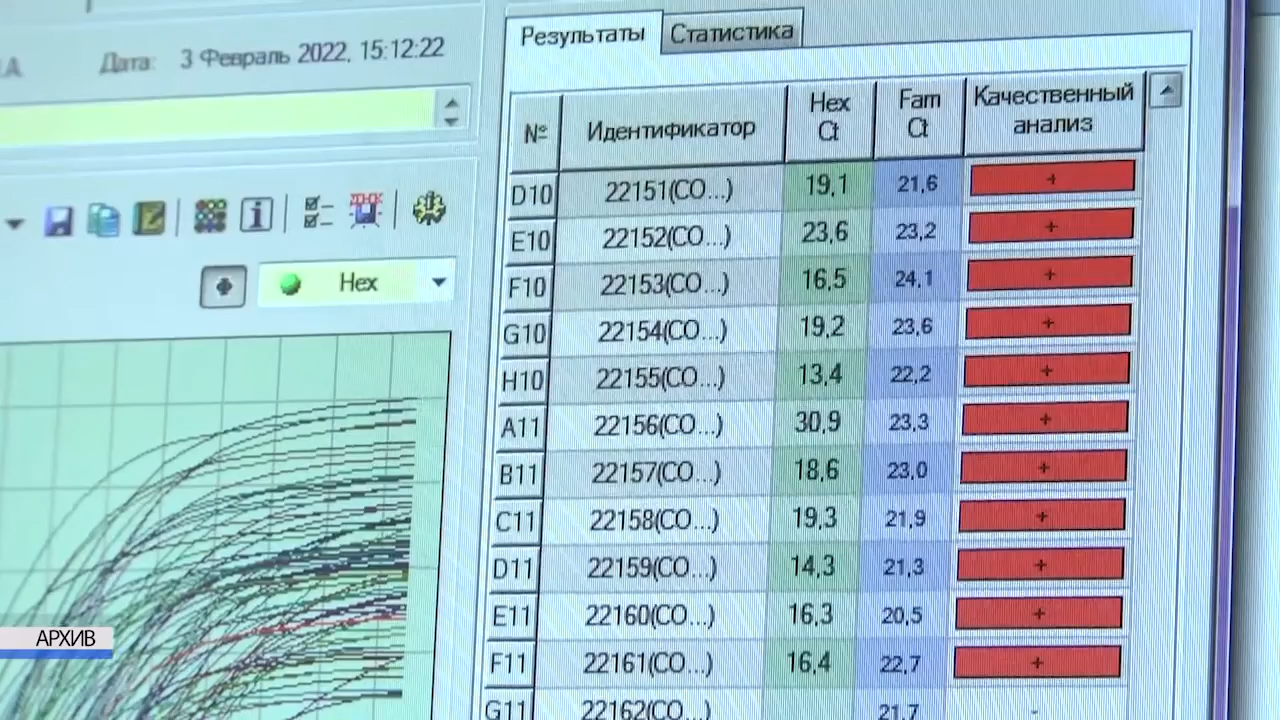 Дата: 3 Февраль 2022, 15:12:22
Результаты Статистика
№ Идентификатор Hex Ct Fam Ct Качественный анализ
D10 22151(СО...) 19,1 21,6 +
E10 22152(СО...) 23,6 23,2 +
F10 22153(СО...) 16,5 24,1 +
G10 22154(СО...) 19,2 23,6 +
H10 22155(СО...) 13,4 22,2 +
A11 22156(СО...) 30,9 23,3 +
B11 22157(СО...) 18,6 23,0 +
C11 22158(СО...) 19,3 21,9 +
D11 22159(СО...) 14,3 21,3 +
E11 22160(СО...) 16,3 20,5 +
F11 22161(СО...) 16,4 22,7 +
G11 22162(СО...) 21,7 -
Hex
АРХИВ